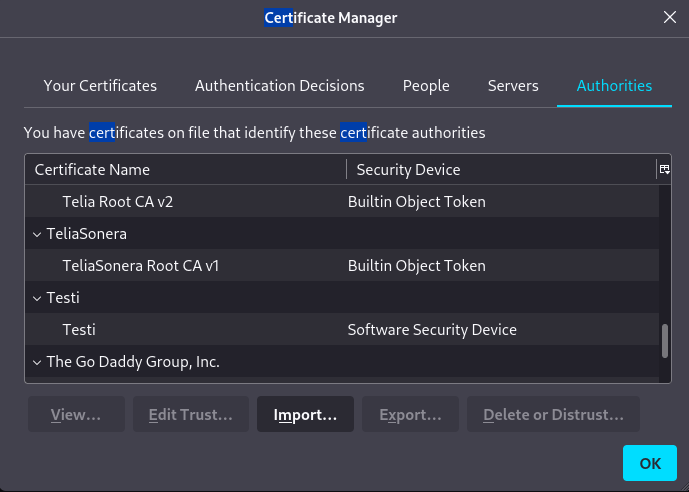 Certificate Manager
Your Certificates Authentication Decisions People Servers Authorities
You have certificates on file that identify these certificate authorities
Certificate Name Security Device
Telia Root CA v2 Builtin Object Token
TeliaSonera
TeliaSonera Root CA v1 Builtin Object Token
Testi
Testi Software Security Device
The Go Daddy Group, Inc.
View... Edit Trust... Import... Export... Delete or Distrust...
OK